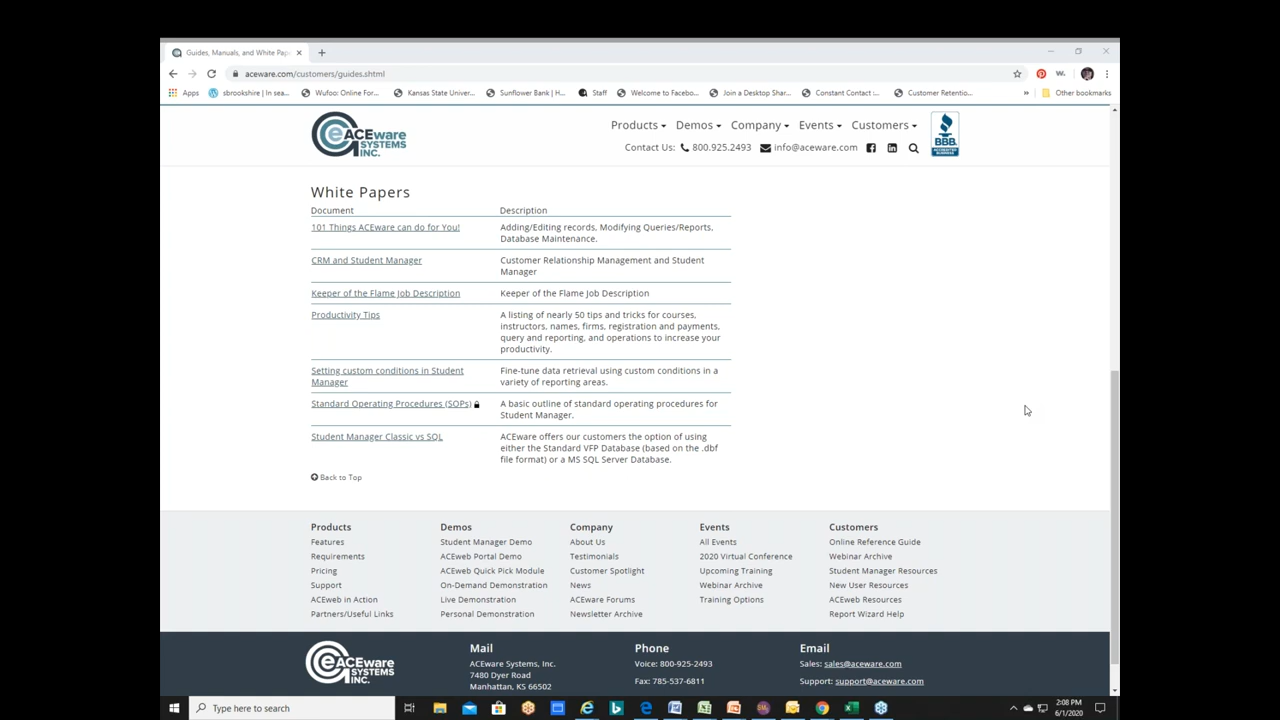 Guides, Manuals, and White Pap
aceware.com/customers/guides.shtml
Apps
sbrookshire | In sea...
Wufoo: Online For...
Kansas State Univer...
Sunflower Bank | H...
Staff
Welcome to Facebo...
Join a Desktop Shar...
Constant Contact :...
Customer Retentio...
Other bookmarks
eACEware
SYSTEMS
INC.
Products
Demos
Company
Events
Customers
BBB.
ACCREDITED
BUSINESS
Contact Us:
800.925.2493
info@aceware.com
White Papers
Document
Description
101 Things ACEware can do for You!
Adding/Editing records, Modifying Queries/Reports,
Database Maintenance.
CRM and Student Manager
Customer Relationship Management and Student
Manager
Keeper of the Flame Job Description
Keeper of the Flame Job Description
Productivity Tips
A listing of nearly 50 tips and tricks for courses,
instructors, names, firms, registration and payments,
query and reporting, and operations to increase your
productivity.
Setting custom conditions in Student
Manager
Fine-tune data retrieval using custom conditions in a
variety of reporting areas.
Standard Operating Procedures (SOPs)
A basic outline of standard operating procedures for
Student Manager.
Student Manager Classic vs SQL
ACEware offers our customers the option of using
either the Standard VFP Database (based on the .dbf
file format) or a MS SQL Server Database.
Back to Top
Products
Features
Requirements
Pricing
Support
ACEweb in Action
Partners/Useful Links
Demos
Student Manager Demo
ACEweb Portal Demo
ACEweb Quick Pick Module
On-Demand Demonstration
Live Demonstration
Personal Demonstration
Company
About Us
Testimonials
Customer Spotlight
News
ACEware Forums
Newsletter Archive
Events
All Events
2020 Virtual Conference
Upcoming Training
Webinar Archive
Training Options
Customers
Online Reference Guide
Webinar Archive
Student Manager Resources
New User Resources
ACEweb Resources
Report Wizard Help
eACEware
SYSTEMS
INC.
Mail
ACEware Systems, Inc.
7480 Dyer Road
Manhattan, KS 66502
Phone
Voice: 800-925-2493
Fax: 785-537-6811
Email
Sales: sales@aceware.com
Support: support@aceware.com
Type here to search
2:08 PM
6/1/2020